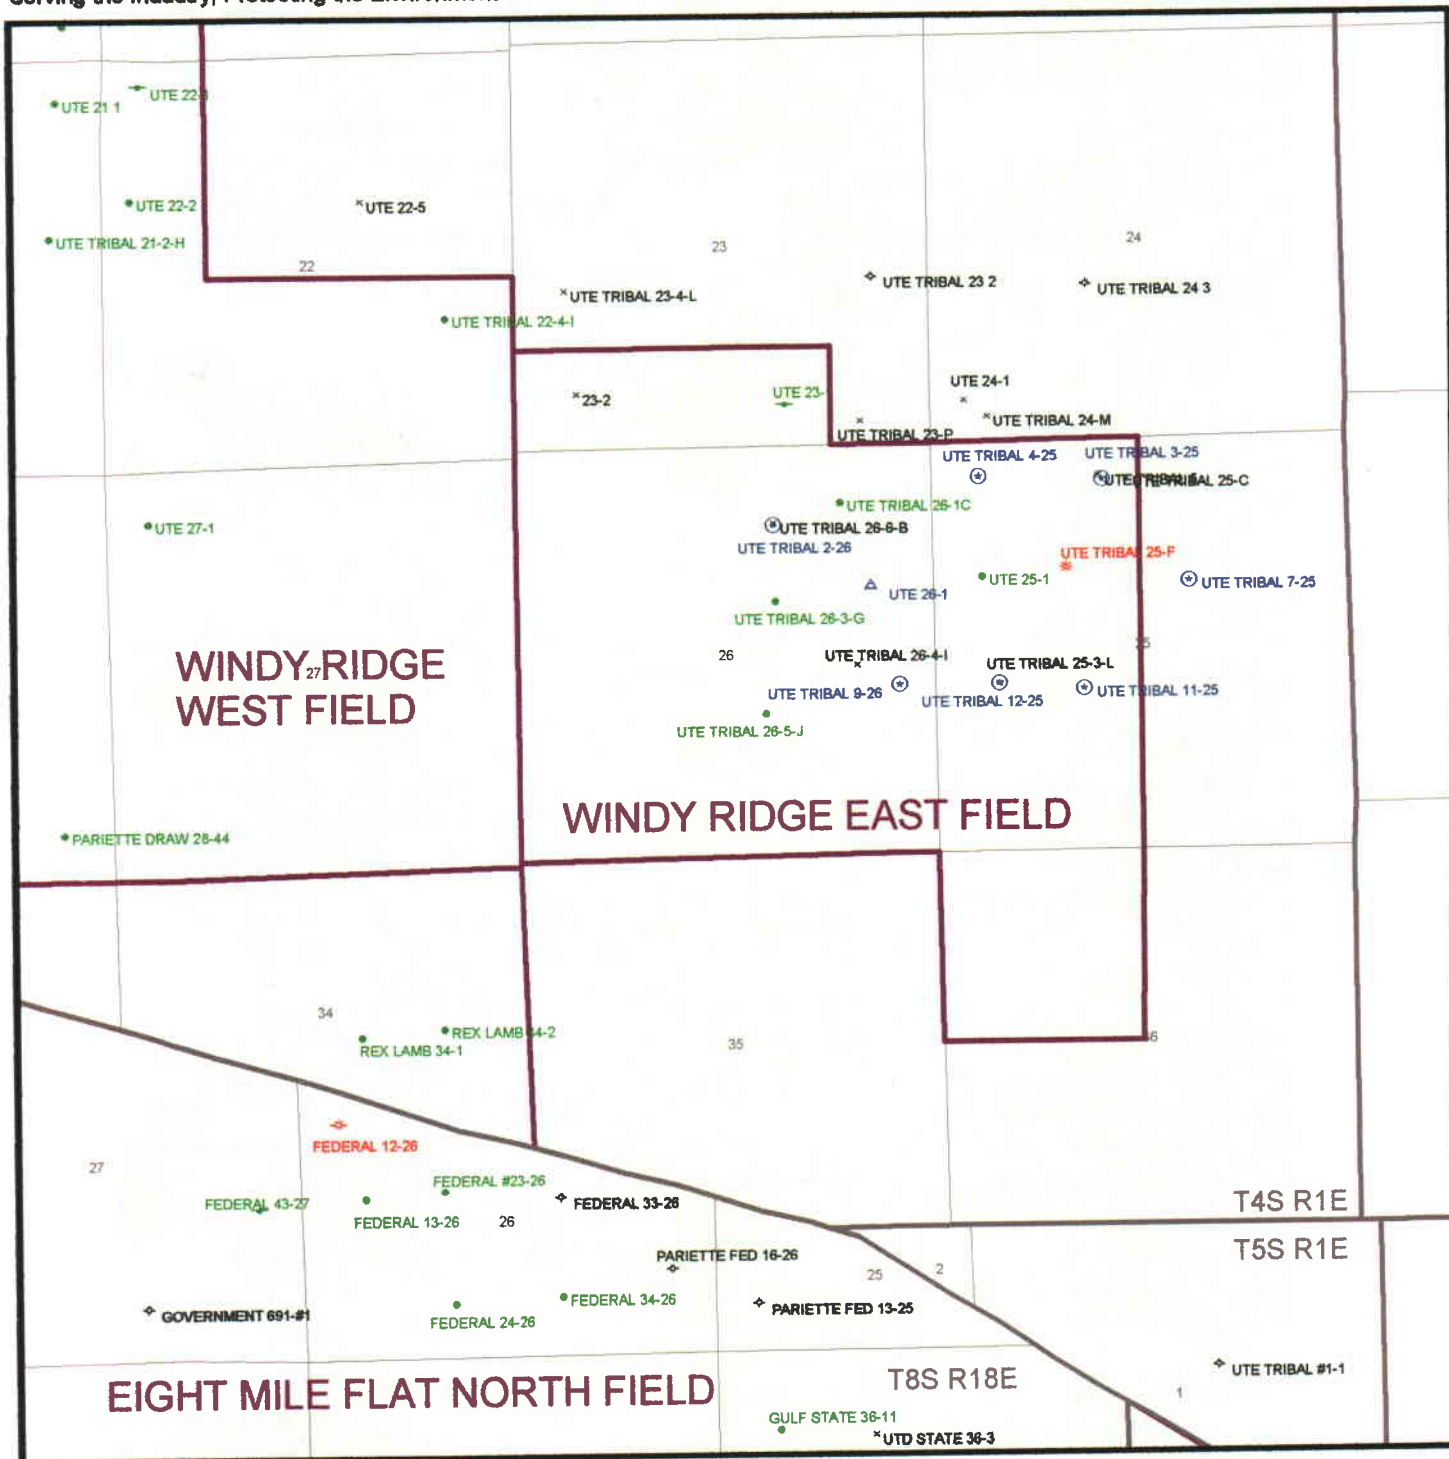 UTE 22-1
UTE 21 1
UTE 22-2
UTE 22-5
UTE TRIBAL 21-2-H
23
24
22
UTE TRIBAL 23 2
UTE TRIBAL 24 3
UTE TRIBAL 23-4-L
UTE TRIBAL 22-4-I
UTE 24-1
23-2
UTE 23-
UTE TRIBAL 24-M
UTE TRIBAL 23-P
UTE TRIBAL 4-25
UTE TRIBAL 3-25
UTE TRIBAL 25-C
UTE TRIBAL 26-1C
UTE 27-1
UTE TRIBAL 26-8-B
UTE TRIBAL 2-26
UTE TRIBAL 25-F
UTE 25-1
UTE TRIBAL 7-25
UTE 26-1
UTE TRIBAL 26-3-G
26
UTE TRIBAL 26-4-I
UTE TRIBAL 25-3-L
WINDY RIDGE
27
WEST FIELD
UTE TRIBAL 9-26
UTE TRIBAL 12-25
UTE TRIBAL 11-25
UTE TRIBAL 26-5-J
WINDY RIDGE EAST FIELD
PARIETTE DRAW 28-44
34
REX LAMB 34-2
REX LAMB 34-1
35
FEDERAL 12-26
27
FEDERAL #23-26
FEDERAL 43-27
FEDERAL 33-26
FEDERAL 13-26
26
T4S R1E
T5S R1E
PARIETTE FED 16-26
25
2
FEDERAL 34-26
PARIETTE FED 13-25
GOVERNMENT 691-#1
FEDERAL 24-26
UTE TRIBAL #1-1
T8S R18E
1
EIGHT MILE FLAT NORTH FIELD
GULF STATE 36-11
UTD STATE 36-3